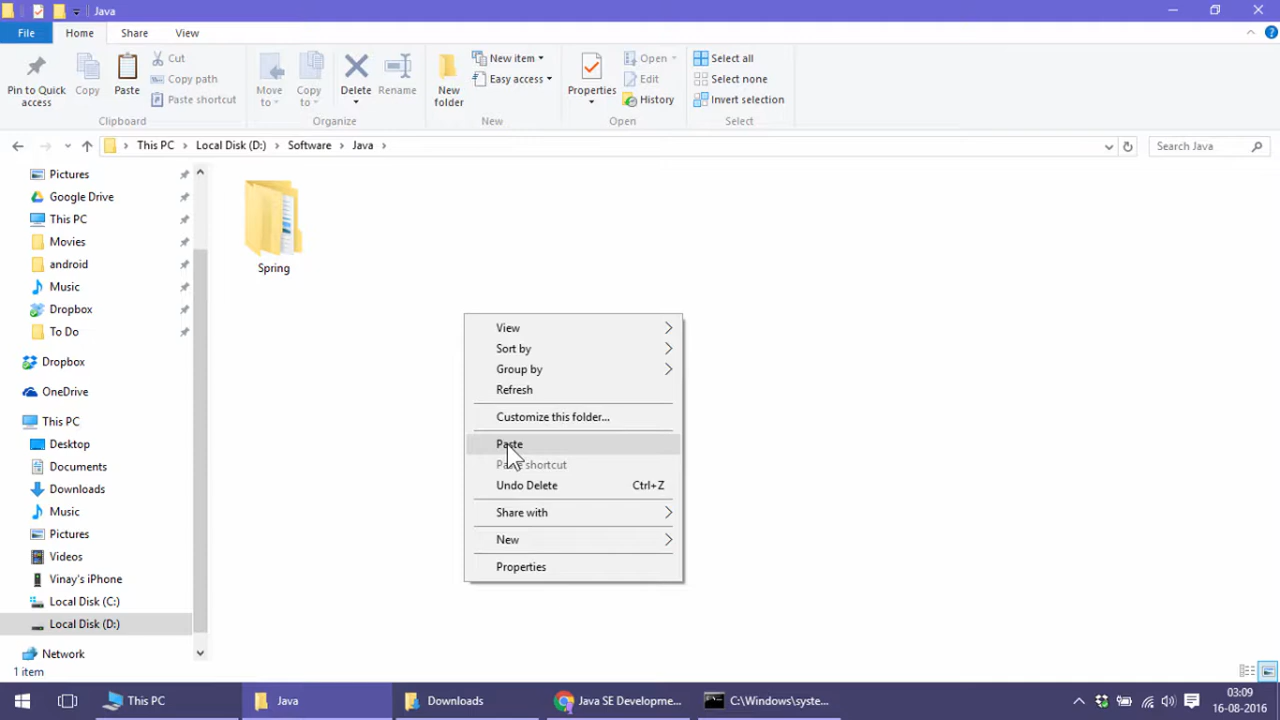 Java
File
Home
Share
View
Pin to Quick access
Copy
Paste
Cut
Copy path
Paste shortcut
Clipboard
Move to
Copy to
Delete
Rename
Organize
New folder
New item
Easy access
New
Properties
Open
Edit
History
Open
Select all
Select none
Invert selection
Select
This PC
Local Disk (D:)
Software
Java
Search Java
Pictures
Google Drive
This PC
Movies
android
Music
Dropbox
To Do
Dropbox
OneDrive
This PC
Desktop
Documents
Downloads
Music
Pictures
Videos
Vinay's iPhone
Local Disk (C:)
Local Disk (D:)
Network
Spring
View
Sort by
Group by
Refresh
Customize this folder...
Paste
Paste shortcut
Undo Delete Ctrl+Z
Share with
New
Properties
1 item
This PC
Java
Downloads
Java SE Developme...
C:\Windows\syste...
03:09
16-08-2016